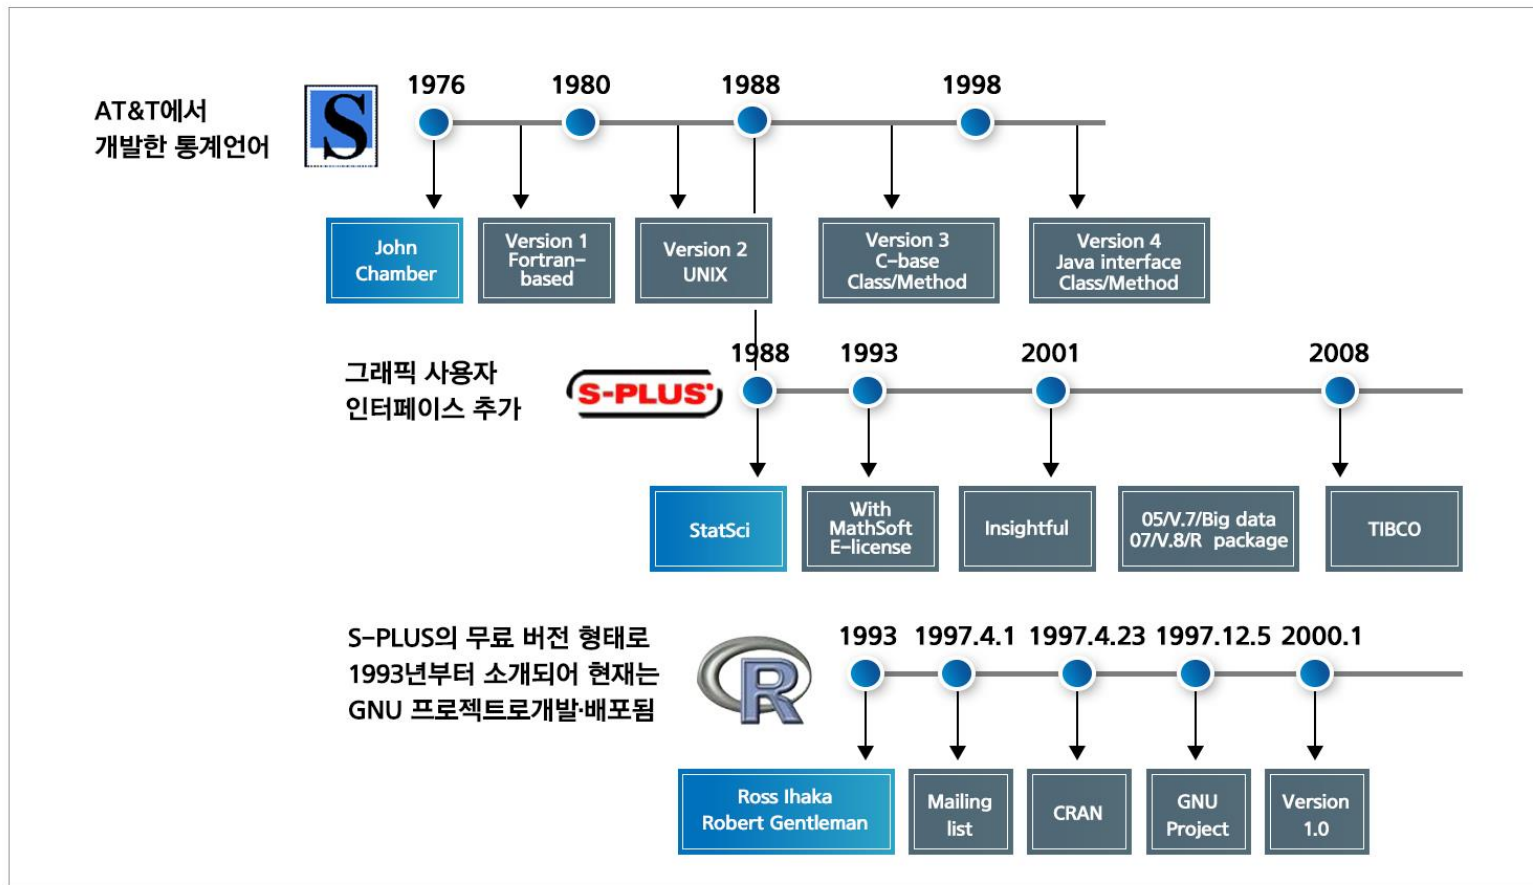 1976
1980
1988
1998
AT&T에서
개발한 통계언어
S
John
Chamber
Version 1
Fortran-
based
Version 2
UNIX
Version 3
C-base
Class/Method
Version 4
Java interface
Class/Method
1988
1993
2001
2008
그래픽 사용자
인터페이스 추가
S-PLUS
StatSci
With
MathSoft
E-license
Insightful
05/V.7/Big data
07/V.8/R package
TIBCO
S-PLUS의 무료 버전 형태로
1993년부터 소개되어 현재는
GNU 프로젝트로개발·배포됨
R
1993
1997.4.1
1997.4.23
1997.12.5
2000.1
Ross Ihaka
Robert Gentleman
Mailing
list
CRAN
GNU
Project
Version
1.0